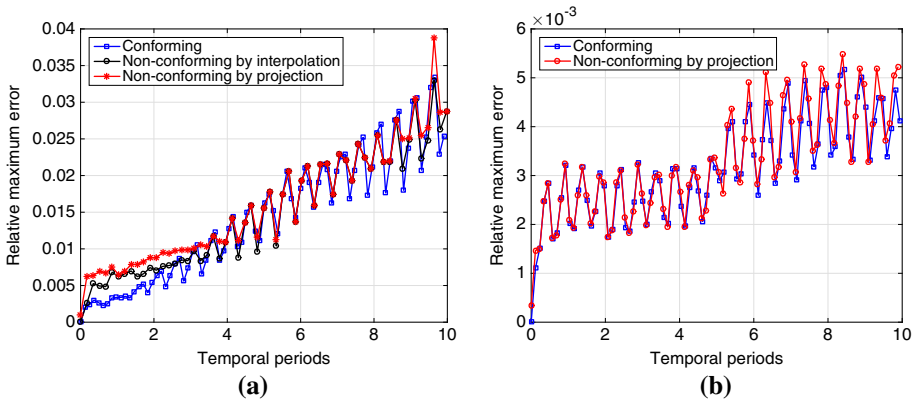 0.04
0.035
0.03
0.025
0.02
0.015
0.01
0.005
0
Relative maximum error
Conforming
Non-conforming by interpolation
Non-conforming by projection
0 2 4 6 8 10
Temporal periods
(a)
×10⁻³
6
5
4
3
2
1
0
Relative maximum error
Conforming
Non-conforming by projection
0 2 4 6 8 10
Temporal periods
(b)